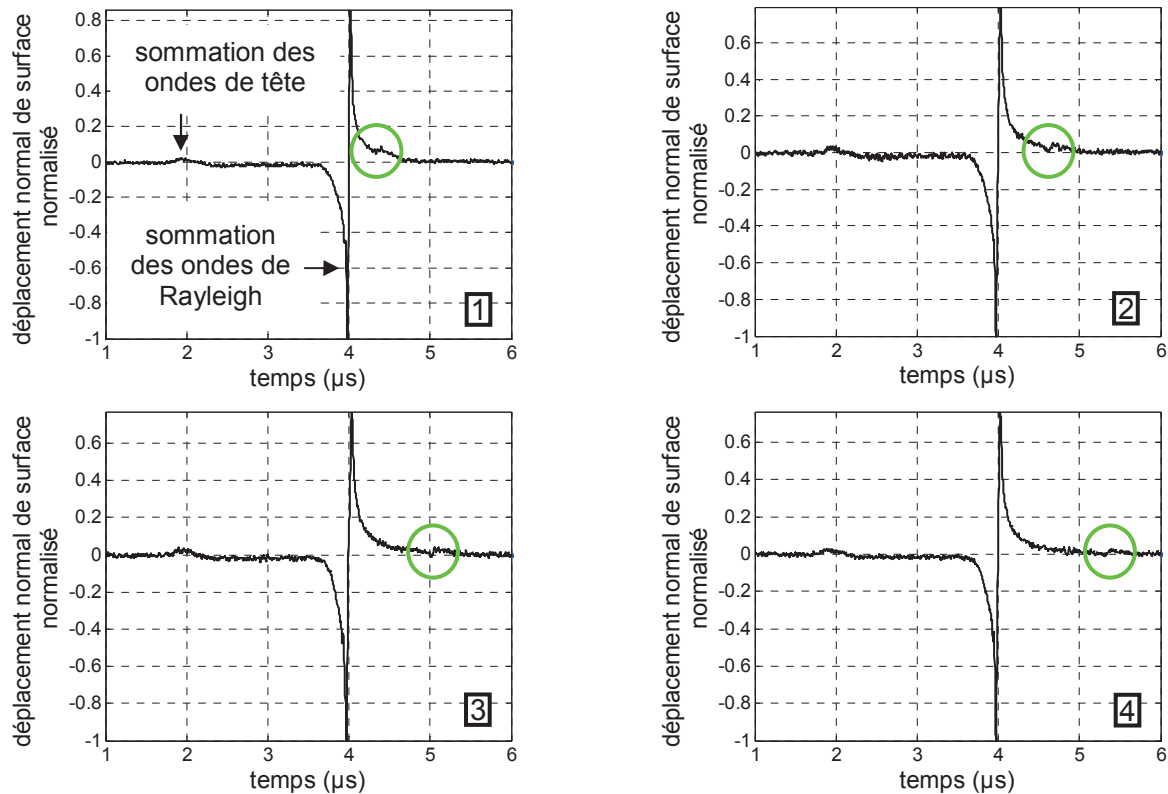 déplacement normal de surface
normalisé
0.8
0.6
0.4
0.2
0
-0.2
-0.4
-0.6
-0.8
-1
sommation des
ondes de tête
sommation
des ondes de
Rayleigh
1
1 2 3 4 5 6
temps (µs)
déplacement normal de surface
normalisé
0.6
0.4
0.2
0
-0.2
-0.4
-0.6
-0.8
-1
2
1 2 3 4 5 6
temps (µs)
déplacement normal de surface
normalisé
0.6
0.4
0.2
0
-0.2
-0.4
-0.6
-0.8
-1
3
1 2 3 4 5 6
temps (µs)
déplacement normal de surface
normalisé
0.6
0.4
0.2
0
-0.2
-0.4
-0.6
-0.8
-1
4
1 2 3 4 5 6
temps (µs)